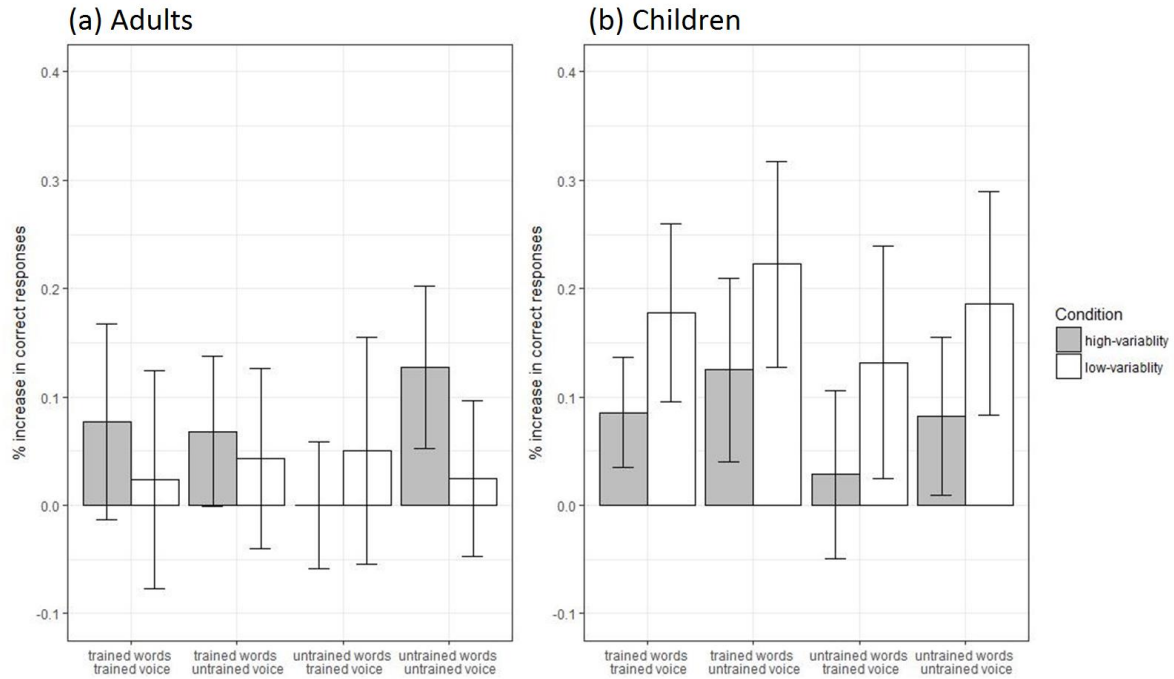 (a) Adults
(b) Children
% increase in correct responses
0.4
0.3
0.2
0.1
0.0
-0.1
trained words
trained voice
trained words
untrained voice
untrained words
trained voice
untrained words
untrained voice
% increase in correct responses
0.4
0.3
0.2
0.1
0.0
-0.1
trained words
trained voice
trained words
untrained voice
untrained words
trained voice
untrained words
untrained voice
Condition
high-variablity
low-variablity